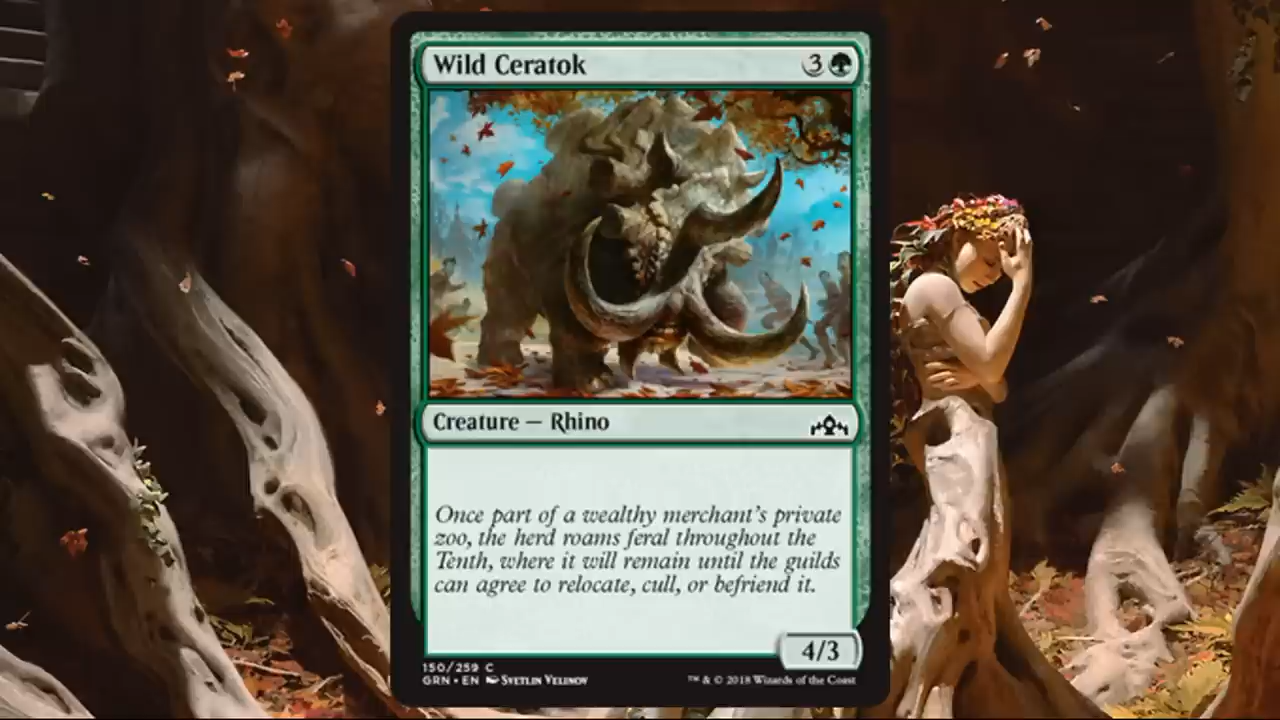 Wild Ceratok 3
Creature — Rhino
Once part of a wealthy merchant's private
zoo, the herd roams feral throughout the
Tenth, where it will remain until the guilds
can agree to relocate, cull, or befriend it.
4/3
150/259 C
GRN • EN Svetlin Velinov ™ & © 2018 Wizards of the Coast